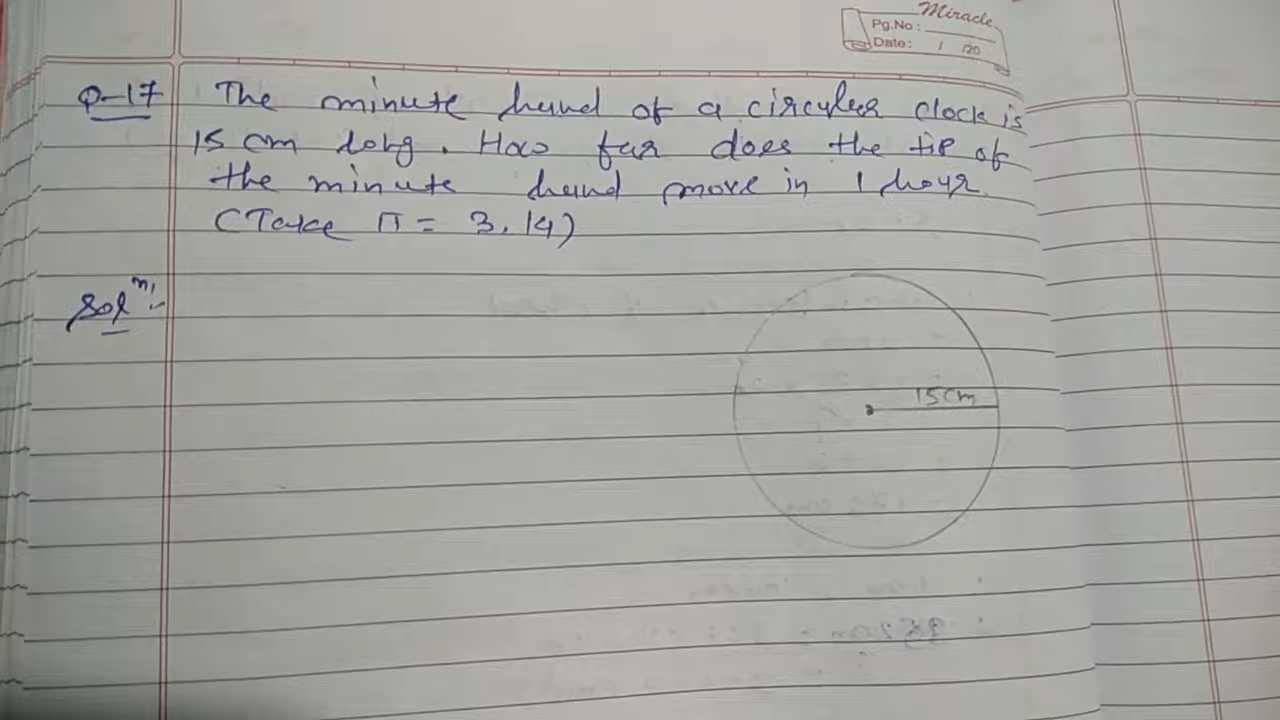 Miracle
Pg.No :
Date: / /20
Q-17 The minute hand of a circular clock is
15 cm long. How far does the tip of
the minute hand move in 1 hour.
(Take π = 3.14)
Solⁿ:-
15cm